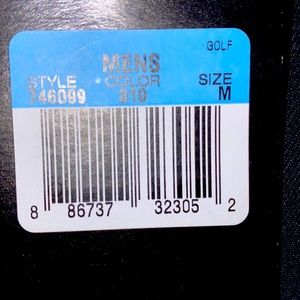 GOLF
MENS
STYLE COLOR SIZE
746099 010 M
8 86737 32305 2